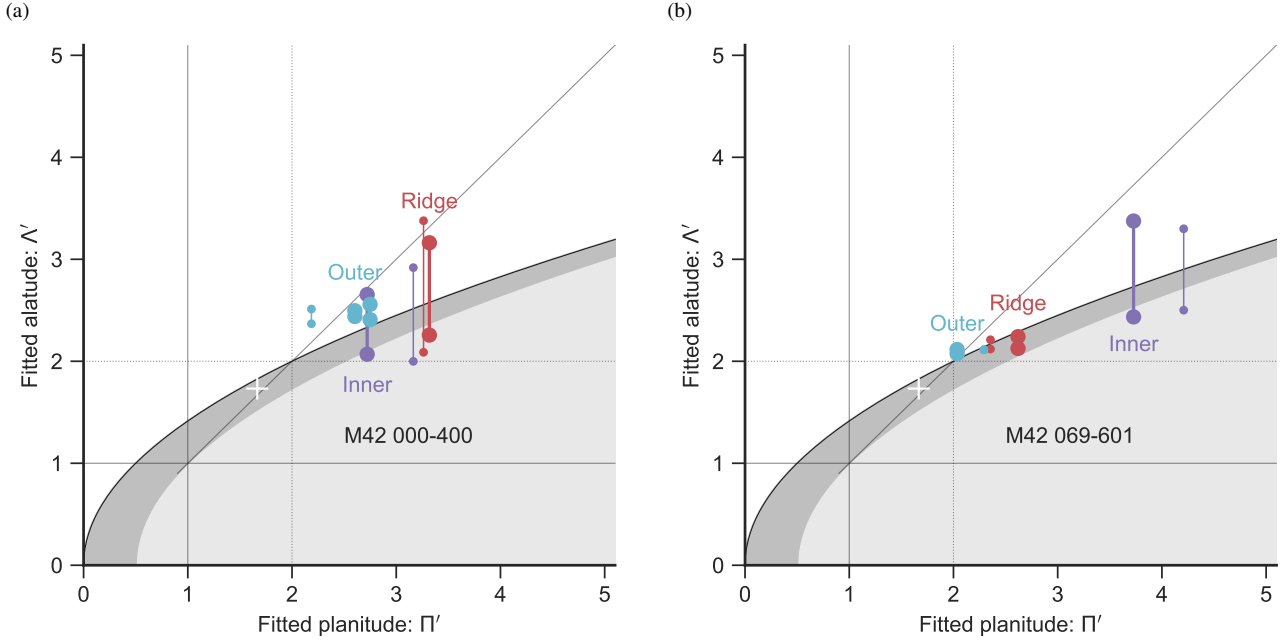 (a)
5
4
3
2
1
0
Fitted alatude: Λ′
Ridge
Outer
Inner
M42 000-400
0 1 2 3 4 5
Fitted planitude: Π′
(b)
5
4
3
2
1
0
Fitted alatude: Λ′
Ridge
Outer
Inner
M42 069-601
0 1 2 3 4 5
Fitted planitude: Π′